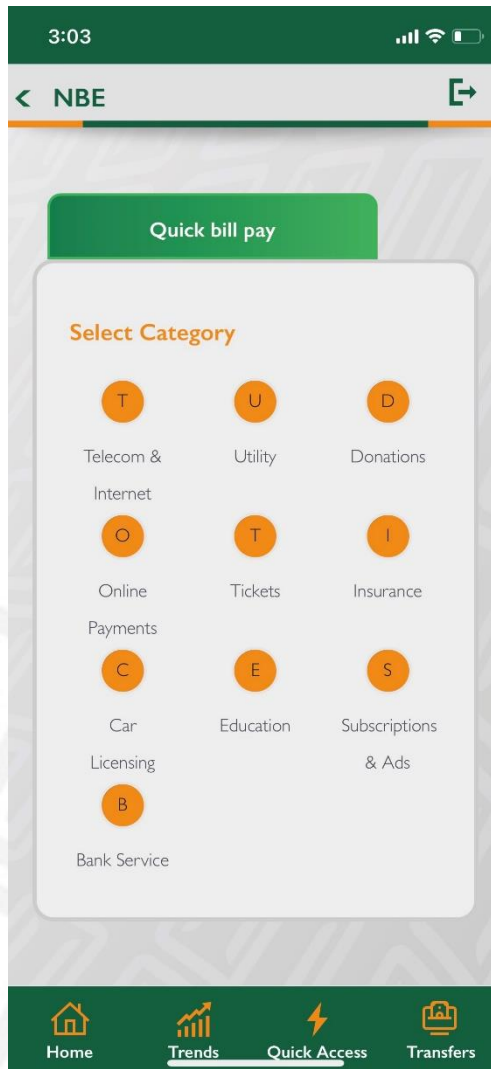 3:03
NBE
Quick bill pay
Select Category
T U D
Telecom & Utility Donations
Internet
O T I
Online Tickets Insurance
Payments
C E S
Car Education Subscriptions
Licensing & Ads
B
Bank Service
Home Trends Quick Access Transfers